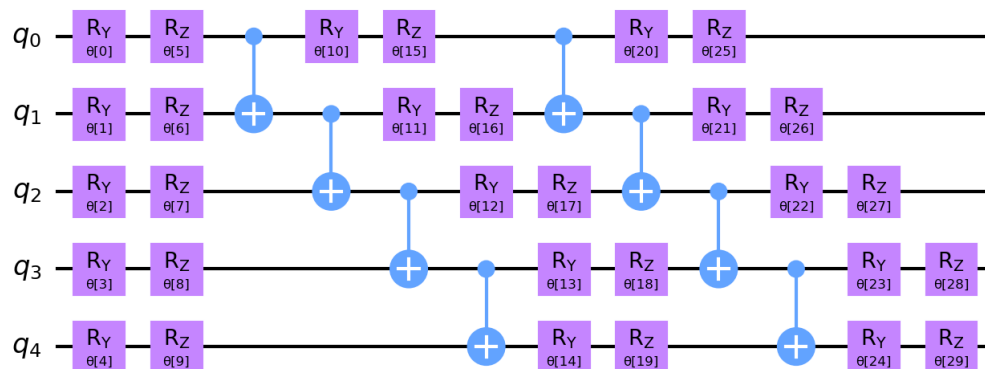 q0 RY θ[0] RZ θ[5] RY θ[10] RZ θ[15] RY θ[20] RZ θ[25]
q1 RY θ[1] RZ θ[6] RY θ[11] RZ θ[16] RY θ[21] RZ θ[26]
q2 RY θ[2] RZ θ[7] RY θ[12] RZ θ[17] RY θ[22] RZ θ[27]
q3 RY θ[3] RZ θ[8] RY θ[13] RZ θ[18] RY θ[23] RZ θ[28]
q4 RY θ[4] RZ θ[9] RY θ[14] RZ θ[19] RY θ[24] RZ θ[29]